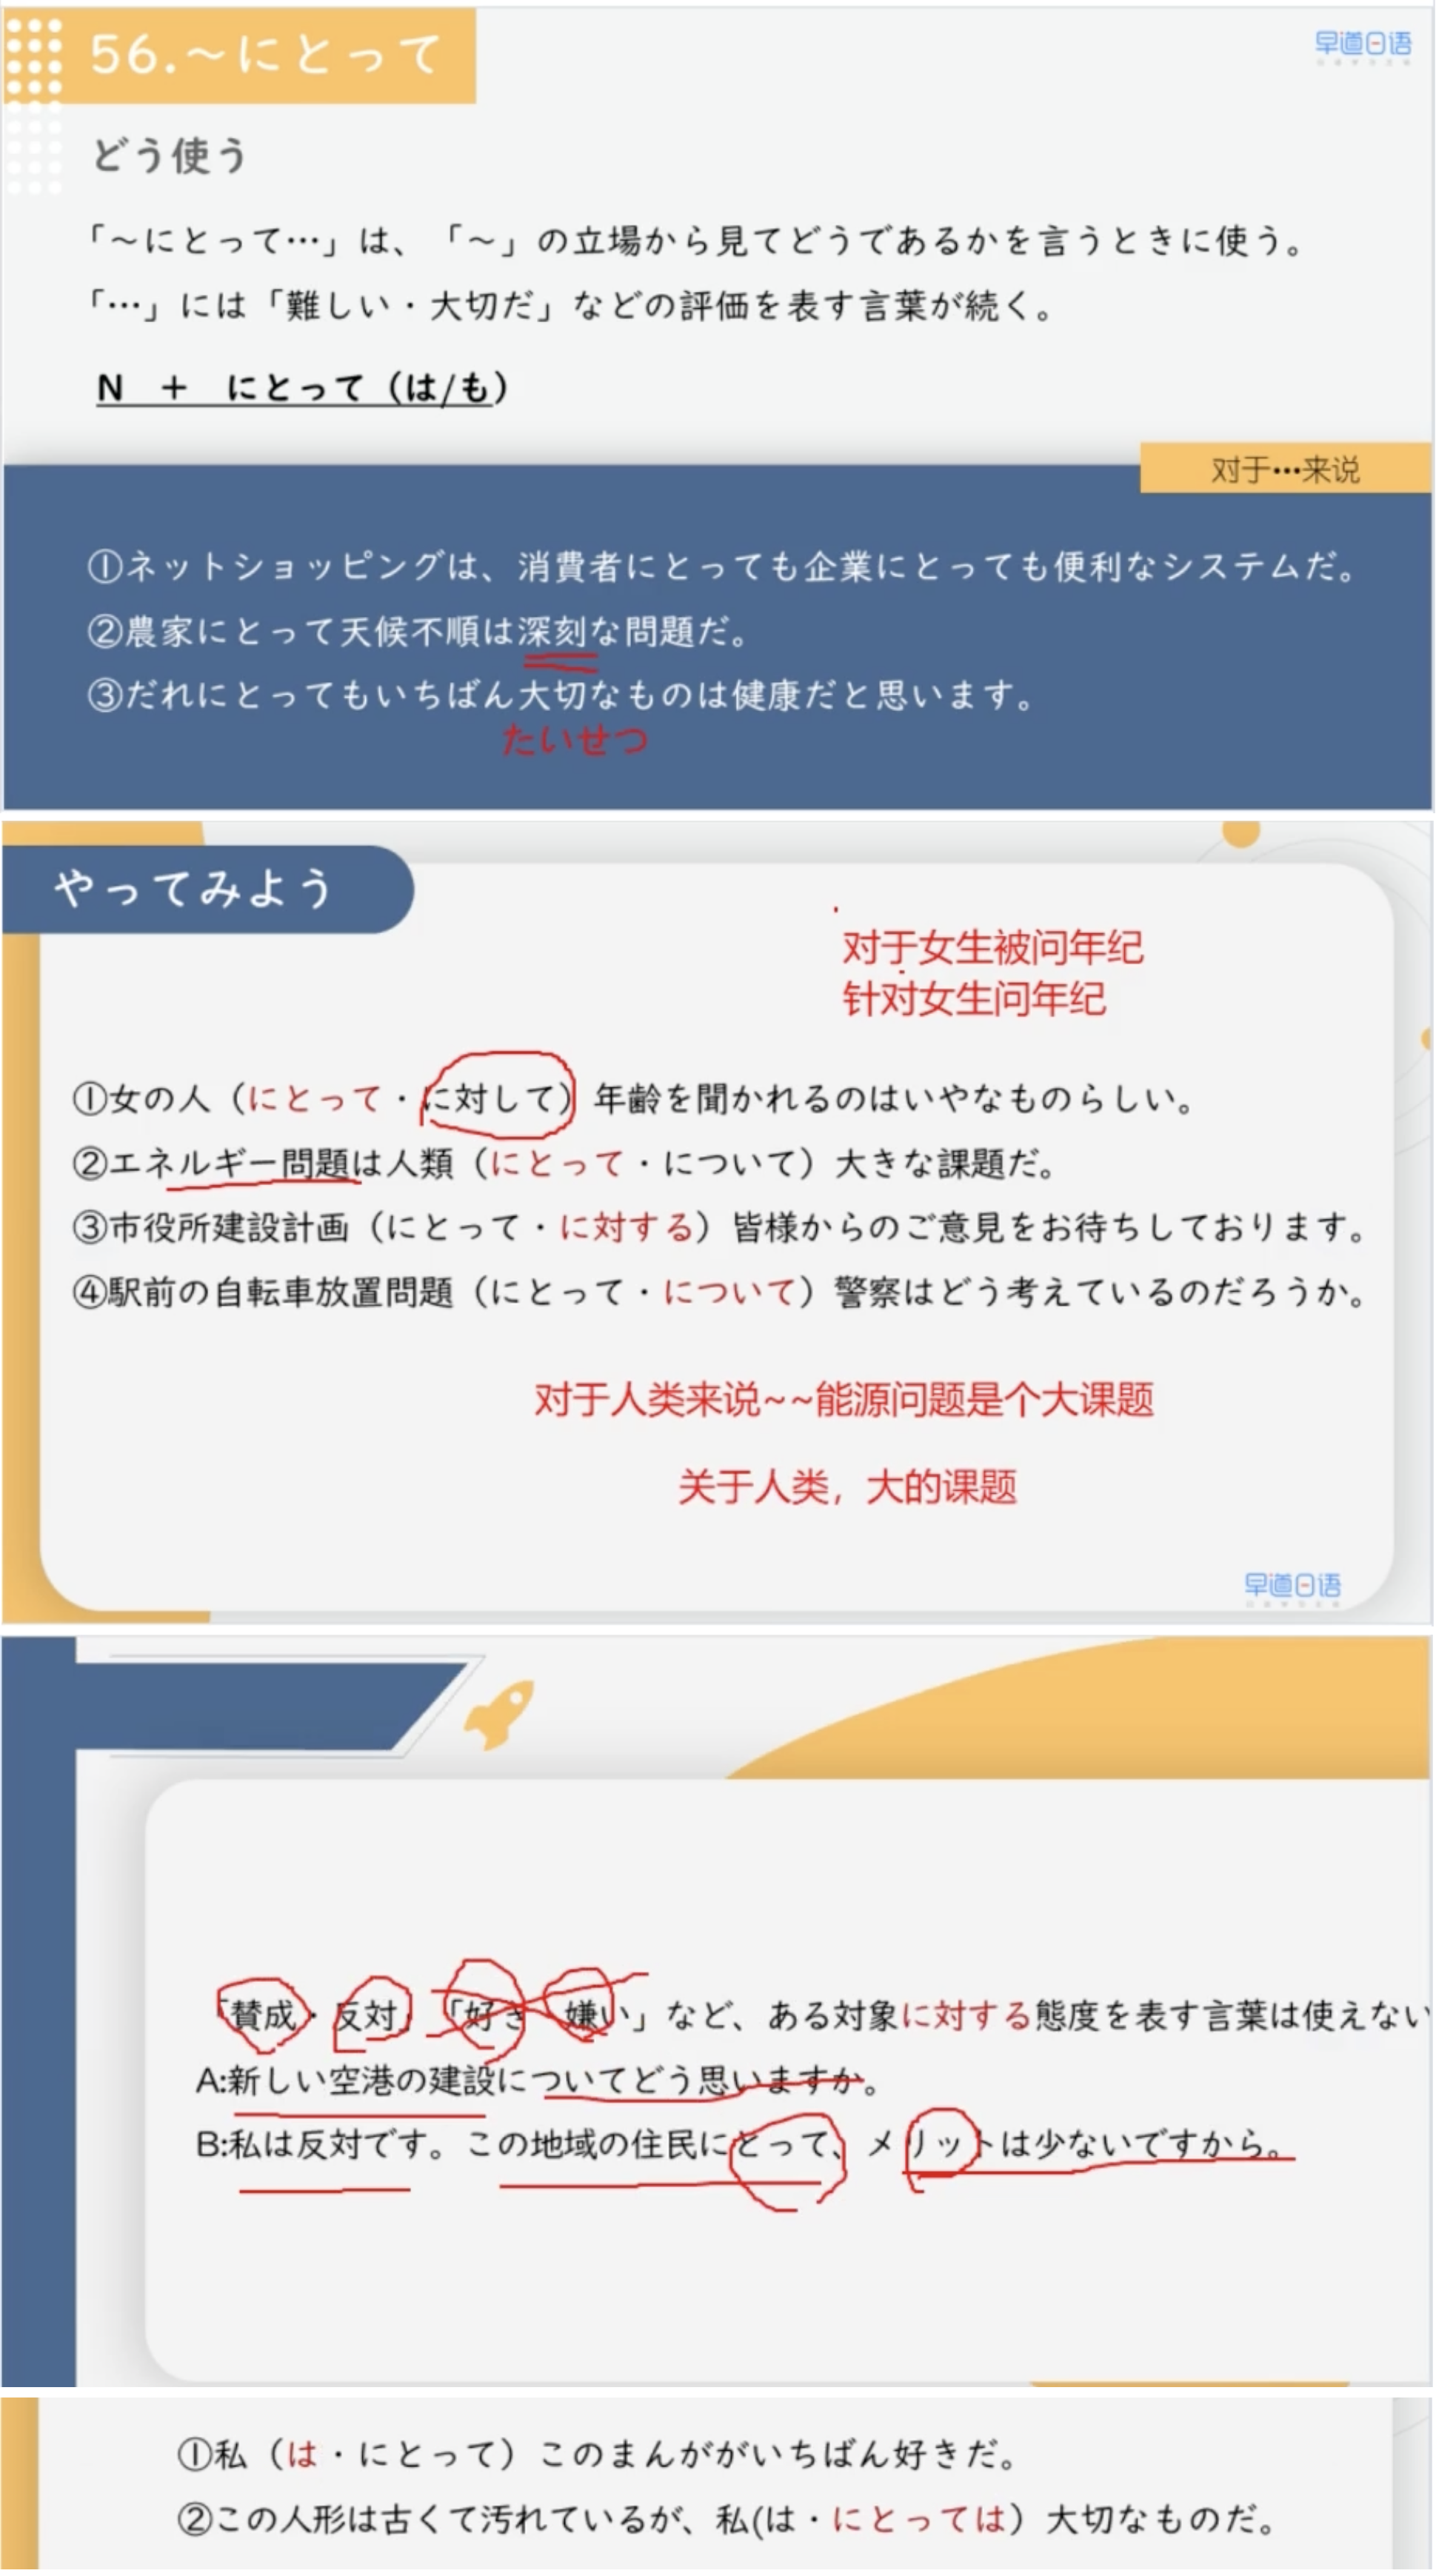 56.～にとって
早道日语
どう使う
「～にとって…」は、「～」の立場から見てどうであるかを言うときに使う。
「…」には「難しい・大切だ」などの評価を表す言葉が続く。
N　+　にとって（は/も）
对于…来说
①ネットショッピングは、消費者にとっても企業にとっても便利なシステムだ。
②農家にとって天候不順は深刻な問題だ。
③だれにとってもいちばん大切なものは健康だと思います。
たいせつ
やってみよう
对于女生被问年纪
针对女生问年纪
①女の人（にとって・に対して）年齢を聞かれるのはいやなものらしい。
②エネルギー問題は人類（にとって・について）大きな課題だ。
③市役所建設計画（にとって・に対する）皆様からのご意見をお待ちしております。
④駅前の自転車放置問題（にとって・について）警察はどう考えているのだろうか。
对于人类来说~~能源问题是个大课题
关于人类，大的课题
早道日语
「賛成・反対」「好き　嫌い」など、ある対象に対する態度を表す言葉は使えない
A:新しい空港の建設についてどう思いますか。
B:私は反対です。この地域の住民にとって、メリットは少ないですから。
①私（は・にとって）このまんががいちばん好きだ。
②この人形は古くて汚れているが、私(は・にとっては）大切なものだ。